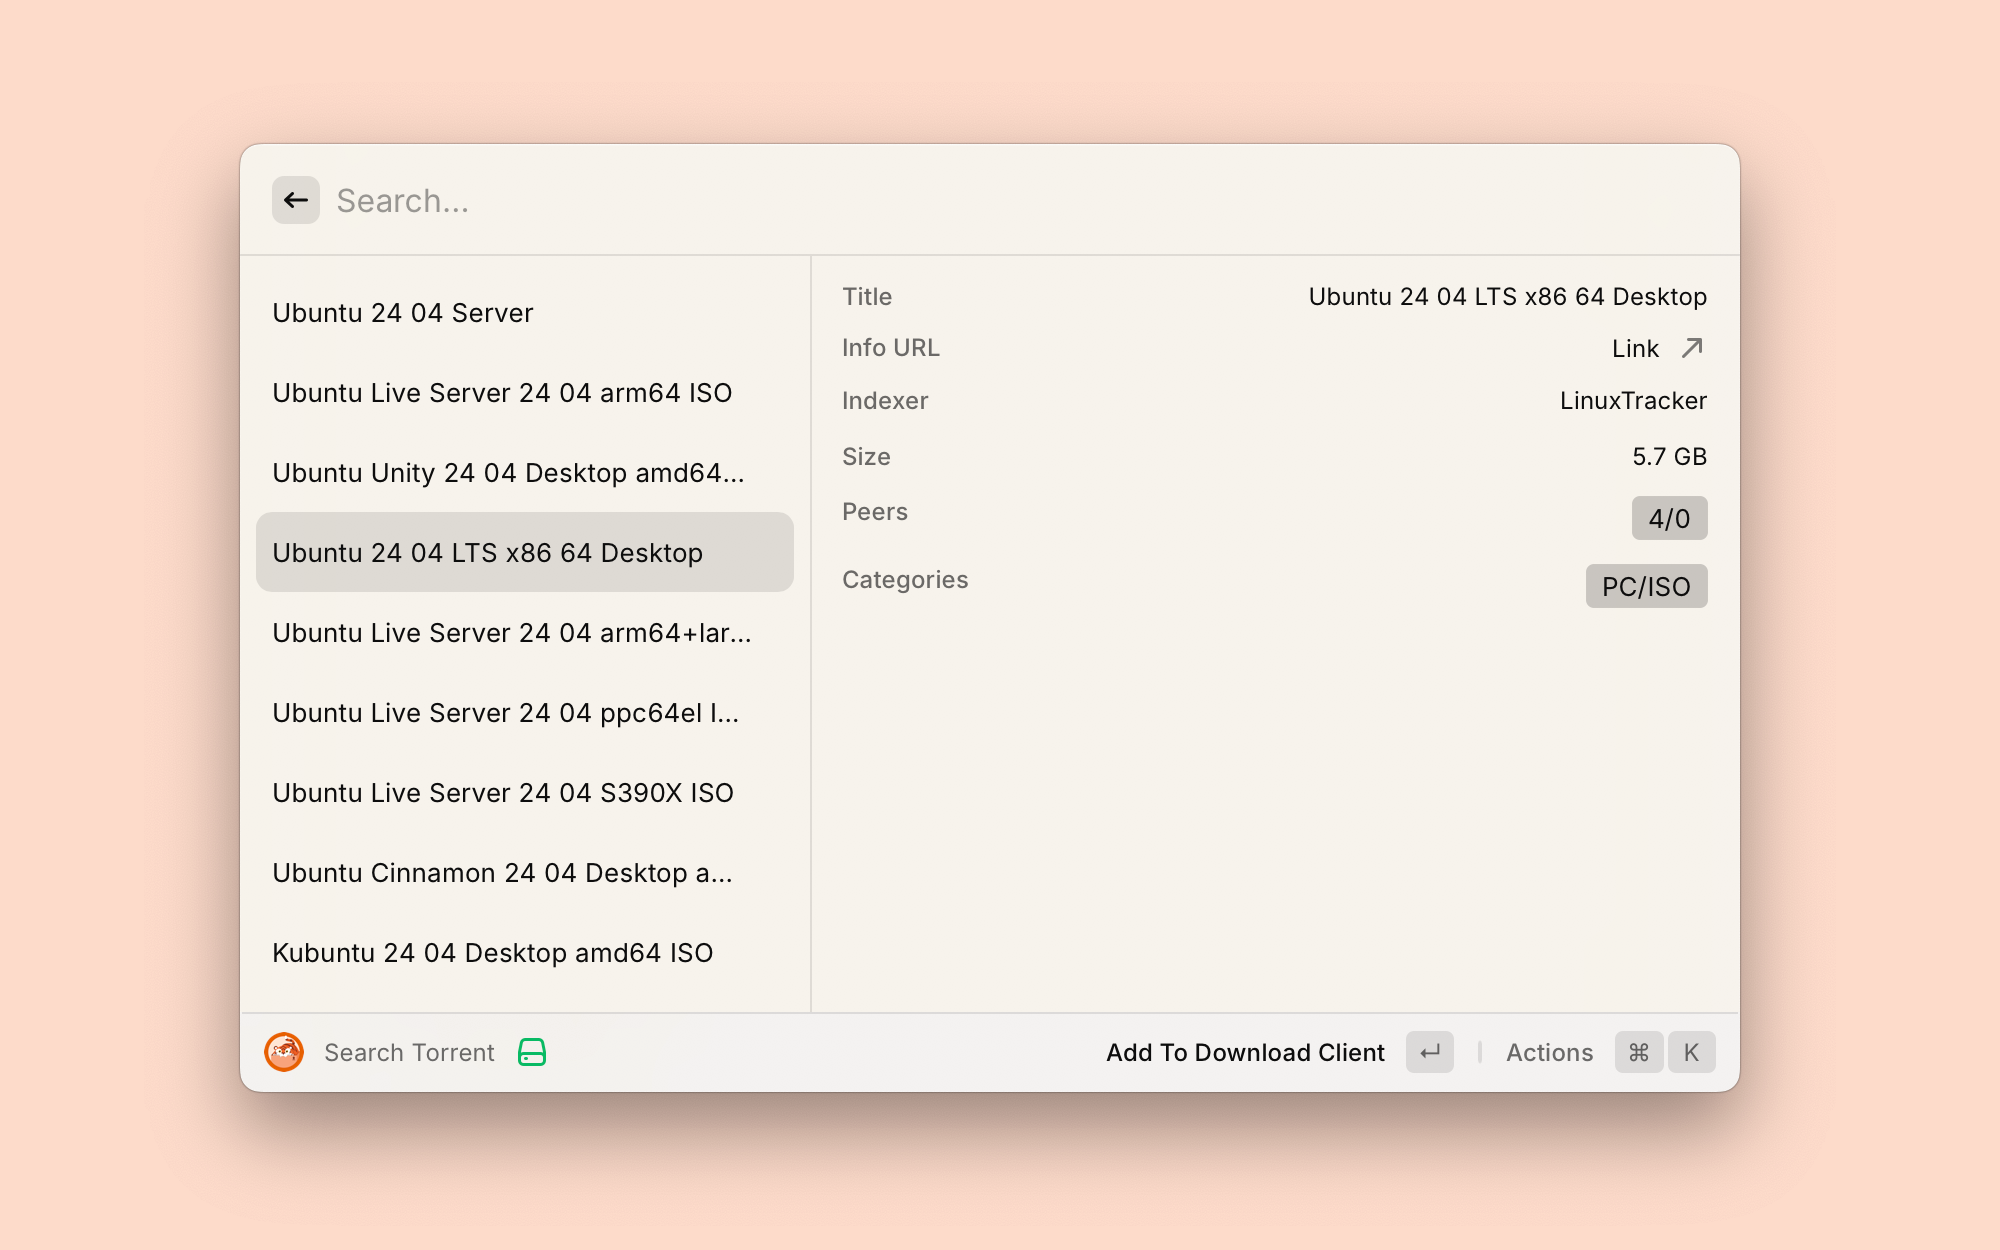 Search...
Ubuntu 24 04 Server
Ubuntu Live Server 24 04 arm64 ISO
Ubuntu Unity 24 04 Desktop amd64...
Ubuntu 24 04 LTS x86 64 Desktop
Ubuntu Live Server 24 04 arm64+lar...
Ubuntu Live Server 24 04 ppc64el I...
Ubuntu Live Server 24 04 S390X ISO
Ubuntu Cinnamon 24 04 Desktop a...
Kubuntu 24 04 Desktop amd64 ISO
Title Ubuntu 24 04 LTS x86 64 Desktop
Info URL Link
Indexer LinuxTracker
Size 5.7 GB
Peers 4/0
Categories PC/ISO
Search Torrent Add To Download Client ↵ Actions ⌘ K